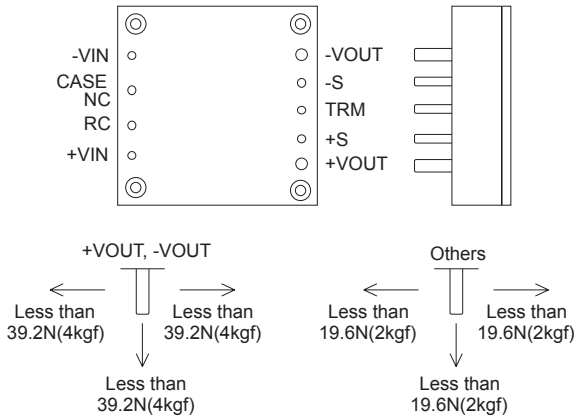 -VIN
CASE
NC
RC
+VIN
-VOUT
-S
TRM
+S
+VOUT
+VOUT, -VOUT
Less than
39.2N(4kgf)
Less than
39.2N(4kgf)
Less than
39.2N(4kgf)
Others
Less than
19.6N(2kgf)
Less than
19.6N(2kgf)
Less than
19.6N(2kgf)